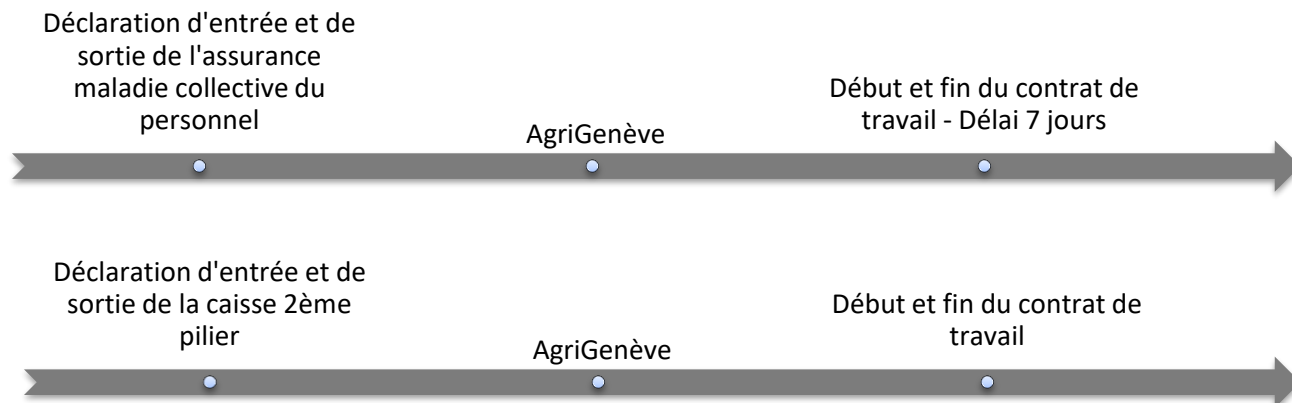 Déclaration d'entrée et de
sortie de l'assurance
maladie collective du
personnel
AgriGenève
Début et fin du contrat de
travail - Délai 7 jours
Déclaration d'entrée et de
sortie de la caisse 2ème
pilier
AgriGenève
Début et fin du contrat de
travail